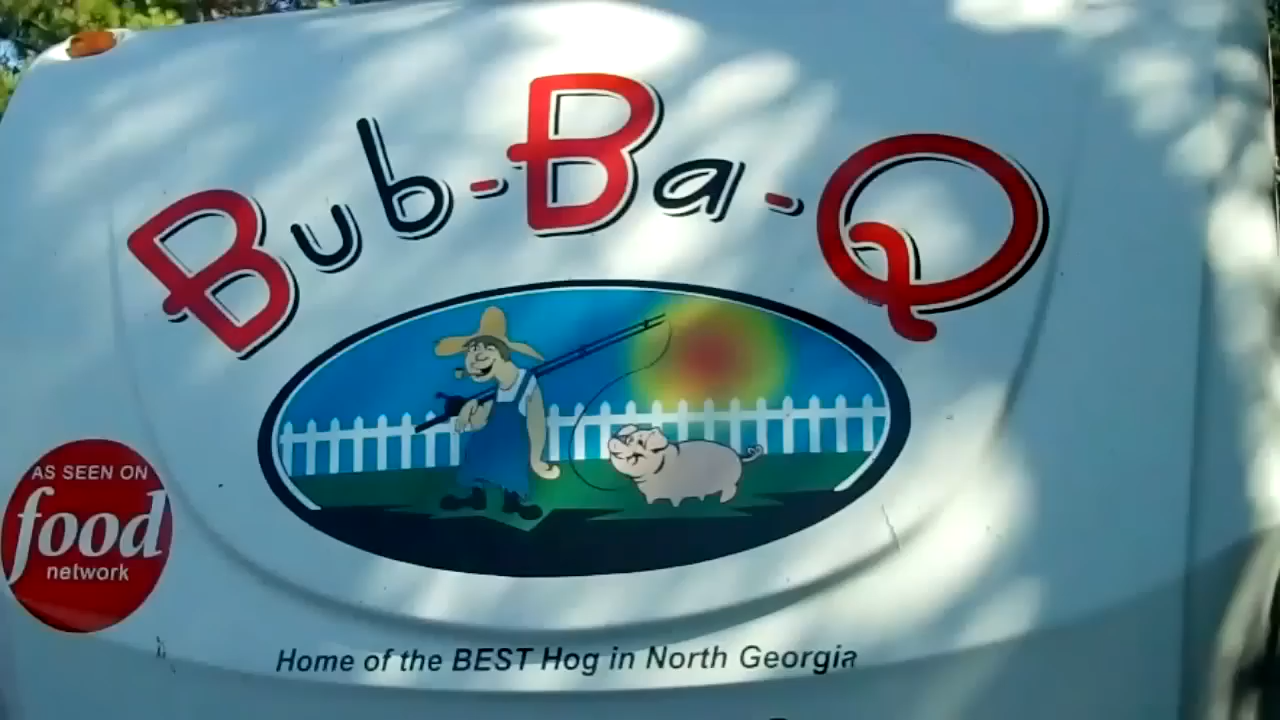 Bub-Ba-Q
AS SEEN ON
food
network
Home of the BEST Hog in North Georgia